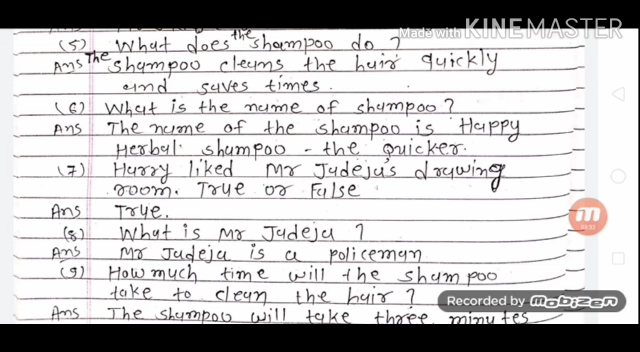 Made with KINEMASTER
(5) What does the shampoo do ?
Ans The shampoo cleans the hair quickly
and saves times.
(6) What is the name of shampoo ?
Ans The name of the shampoo is Happy
Herbal shampoo - the quicker.
(7) Harry liked Mr Jadeja's drawing
room. True or False
Ans True.
(8) What is Mr Jadeja ?
Ans Mr Jadeja is a policeman
(9) How much time will the shampoo
take to clean the hair ?
Recorded by mobizen
Ans The shampoo will take three minutes